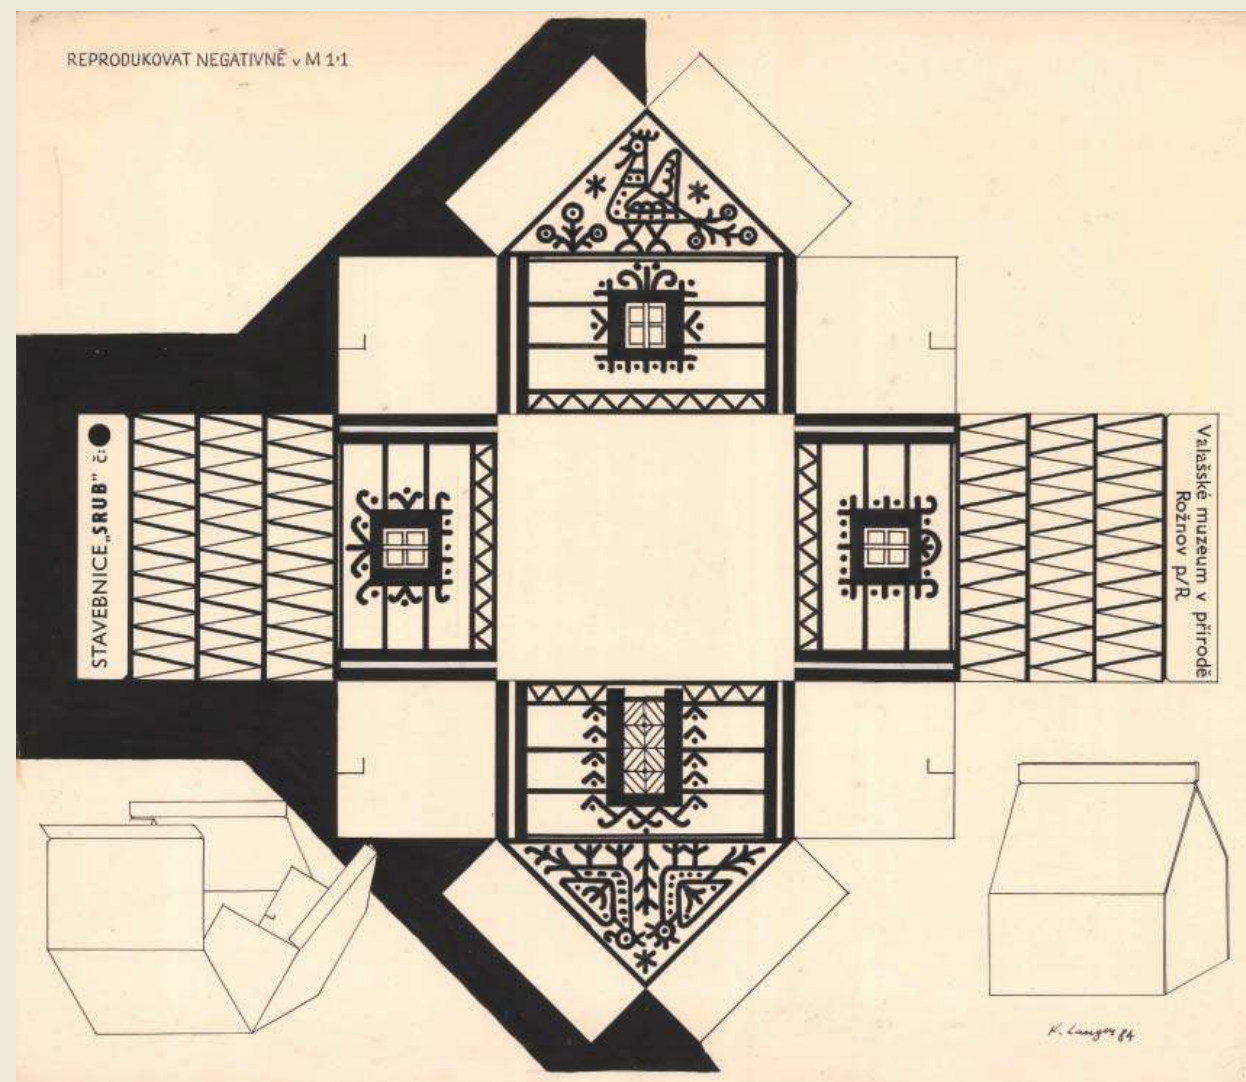 REPRODUKOVAT NEGATIVNĚ v M 1:1
STAVEBNICE „SRUB" č:
Valašské muzeum v přírodě
Rožnov p/R
K. Langer 84